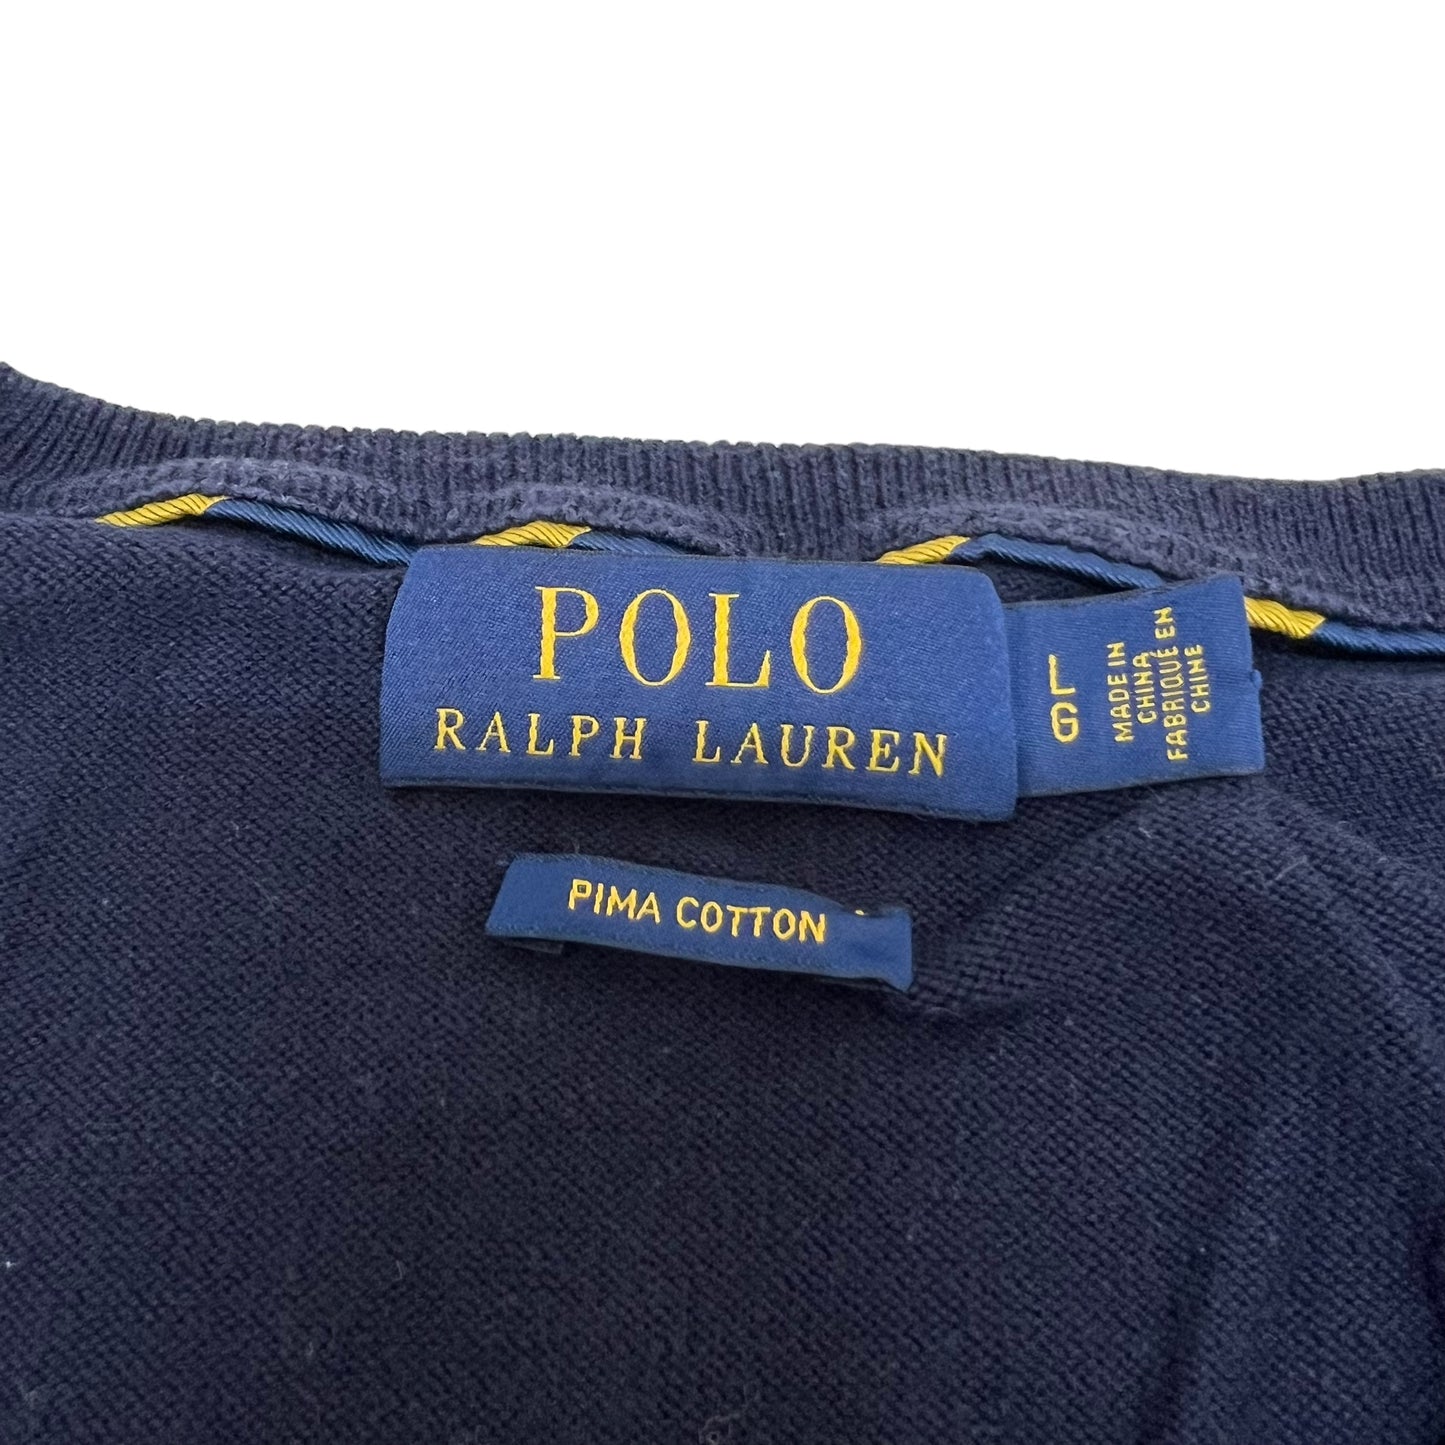 POLO
RALPH LAUREN
L
G
MADE IN
CHINA
FABRIQUÉ EN
CHINE
PIMA COTTON